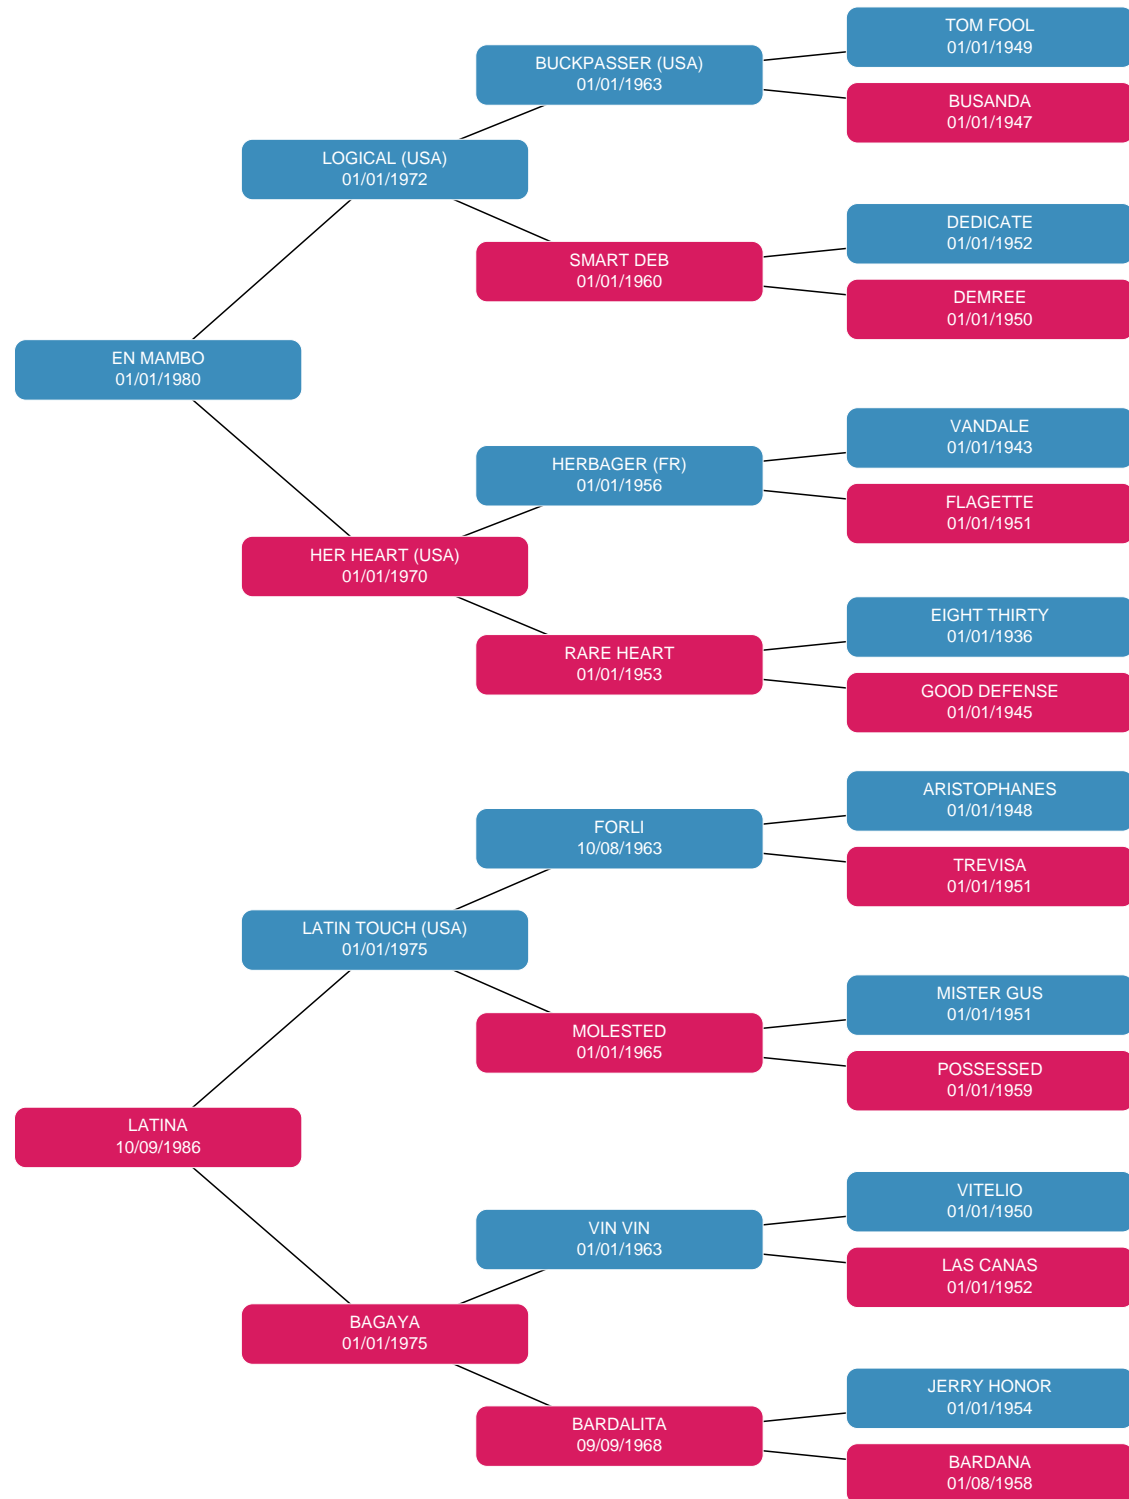 TOM FOOL
01/01/1949
BUCKPASSER (USA)
01/01/1963
BUSANDA
01/01/1947
LOGICAL (USA)
01/01/1972
DEDICATE
01/01/1952
SMART DEB
01/01/1960
DEMREE
01/01/1950
EN MAMBO
01/01/1980
VANDALE
01/01/1943
HERBAGER (FR)
01/01/1956
FLAGETTE
01/01/1951
HER HEART (USA)
01/01/1970
EIGHT THIRTY
01/01/1936
RARE HEART
01/01/1953
GOOD DEFENSE
01/01/1945
ARISTOPHANES
01/01/1948
FORLI
10/08/1963
TREVISA
01/01/1951
LATIN TOUCH (USA)
01/01/1975
MISTER GUS
01/01/1951
MOLESTED
01/01/1965
POSSESSED
01/01/1959
LATINA
10/09/1986
VITELIO
01/01/1950
VIN VIN
01/01/1963
LAS CANAS
01/01/1952
BAGAYA
01/01/1975
JERRY HONOR
01/01/1954
BARDALITA
09/09/1968
BARDANA
01/08/1958